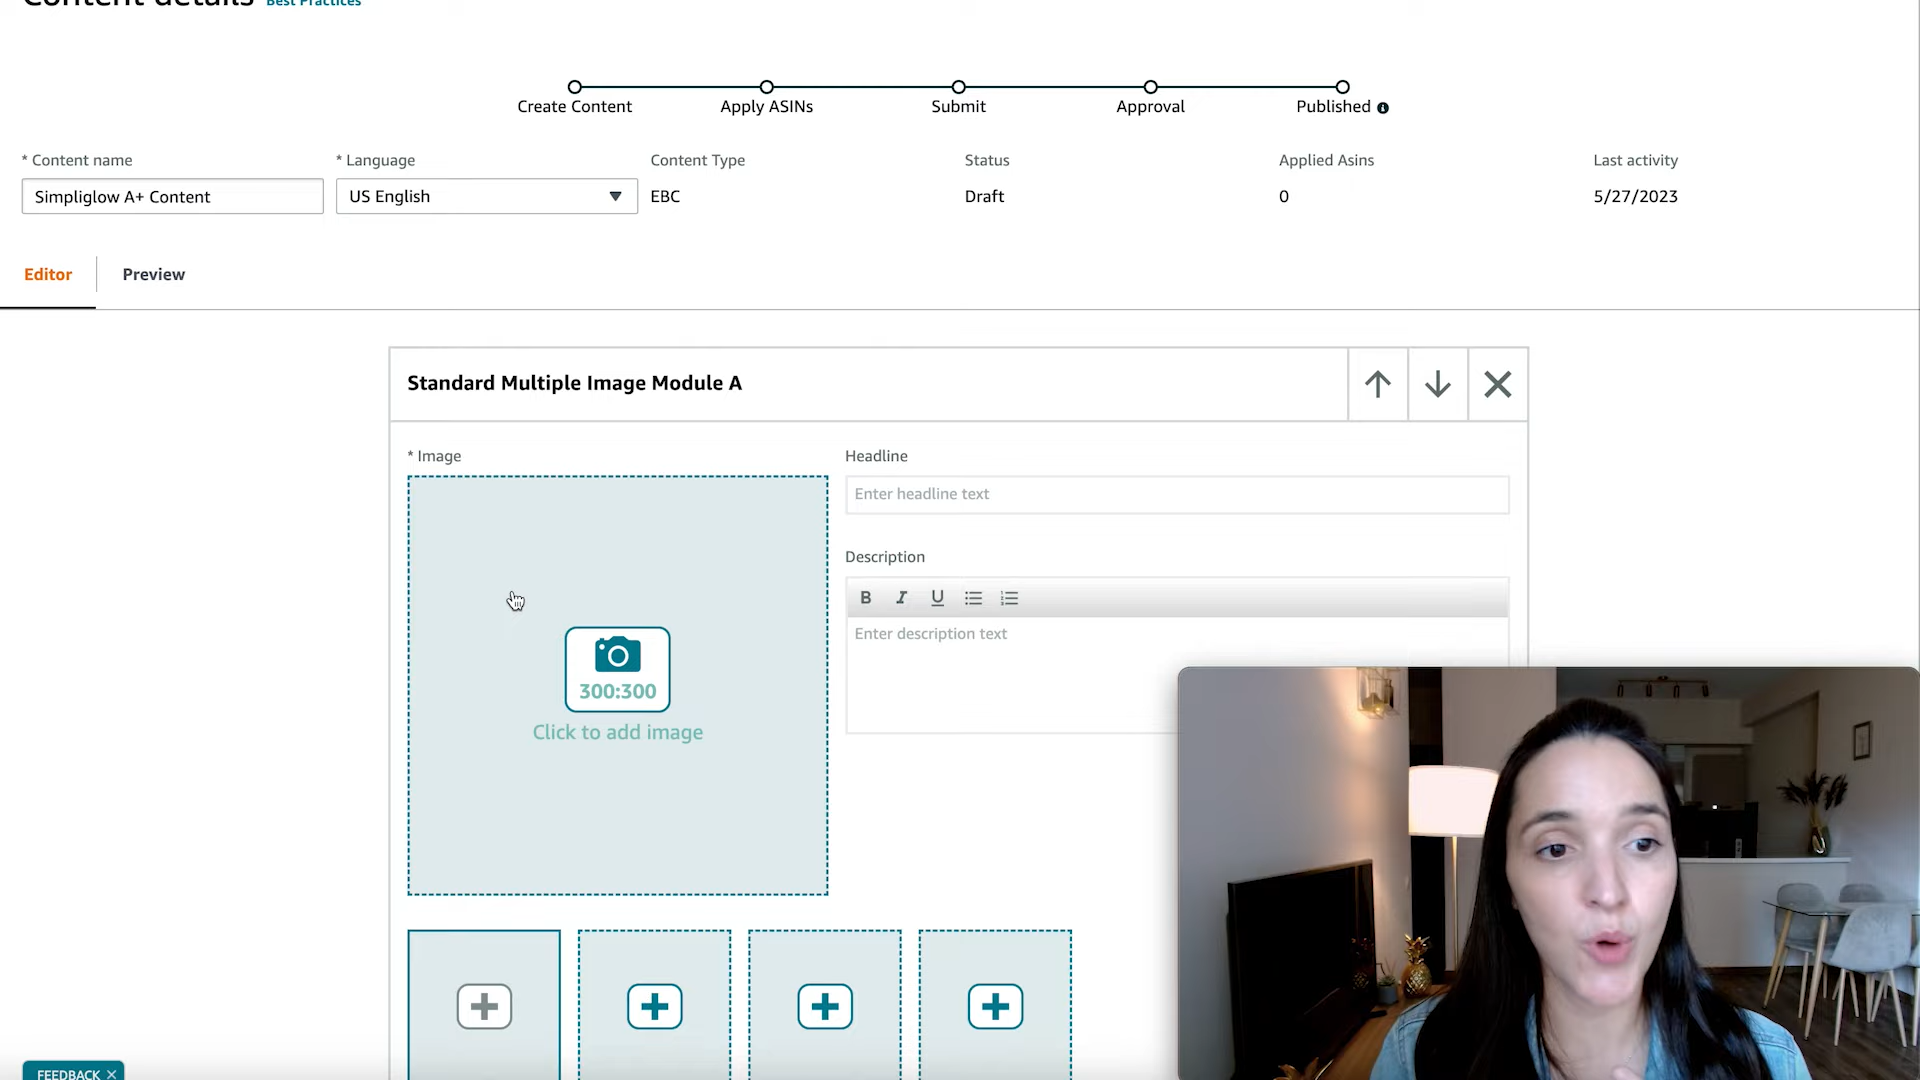 Content details Best Practices
Create Content
Apply ASINs
Submit
Approval
Published
* Content name
* Language
Content Type
Status
Applied Asins
Last activity
Simpliglow A+ Content
US English
EBC
Draft
0
5/27/2023
Editor
Preview
Standard Multiple Image Module A
* Image
Headline
Enter headline text
Description
B I U
Enter description text
300:300
Click to add image
FEEDBACK